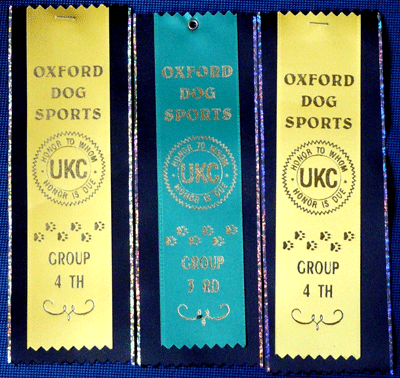 OXFORD
DOG
SPORTS
HONOR TO WHOM
UKC
HONOR IS DUE
GROUP
4 TH
OXFORD
DOG
SPORTS
HONOR TO WHOM
UKC
HONOR IS DUE
GROUP
3 RD
OXFORD
DOG
SPORTS
HONOR TO WHOM
UKC
HONOR IS DUE
GROUP
4 TH